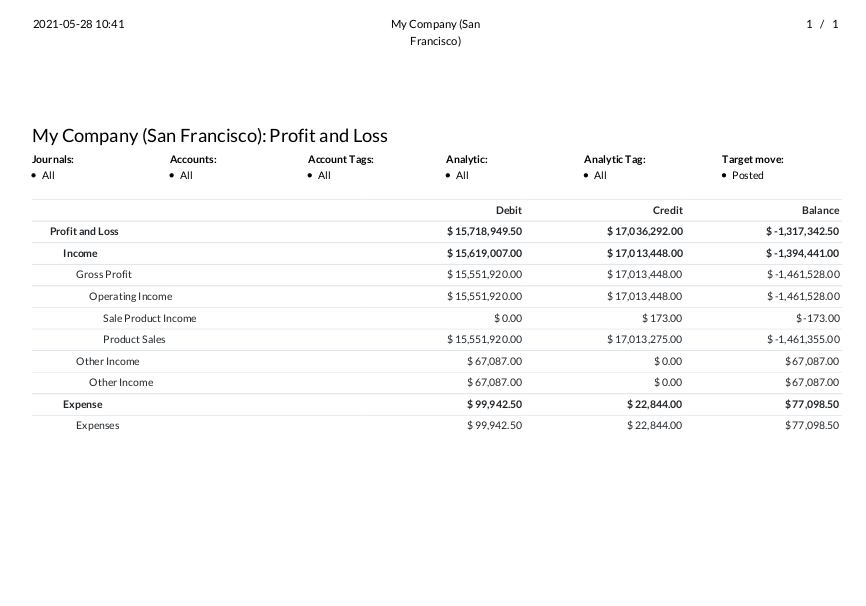 2021-05-28 10:41 My Company (San Francisco) 1 / 1
My Company (San Francisco): Profit and Loss
Journals: Accounts: Account Tags: Analytic: Analytic Tag: Target move:
• All • All • All • All • All • Posted
Debit Credit Balance
Profit and Loss $ 15,718,949.50 $ 17,036,292.00 $ -1,317,342.50
Income $ 15,619,007.00 $ 17,013,448.00 $ -1,394,441.00
Gross Profit $ 15,551,920.00 $ 17,013,448.00 $ -1,461,528.00
Operating Income $ 15,551,920.00 $ 17,013,448.00 $ -1,461,528.00
Sale Product Income $ 0.00 $ 173.00 $ -173.00
Product Sales $ 15,551,920.00 $ 17,013,275.00 $ -1,461,355.00
Other Income $ 67,087.00 $ 0.00 $ 67,087.00
Other Income $ 67,087.00 $ 0.00 $ 67,087.00
Expense $ 99,942.50 $ 22,844.00 $ 77,098.50
Expenses $ 99,942.50 $ 22,844.00 $ 77,098.50